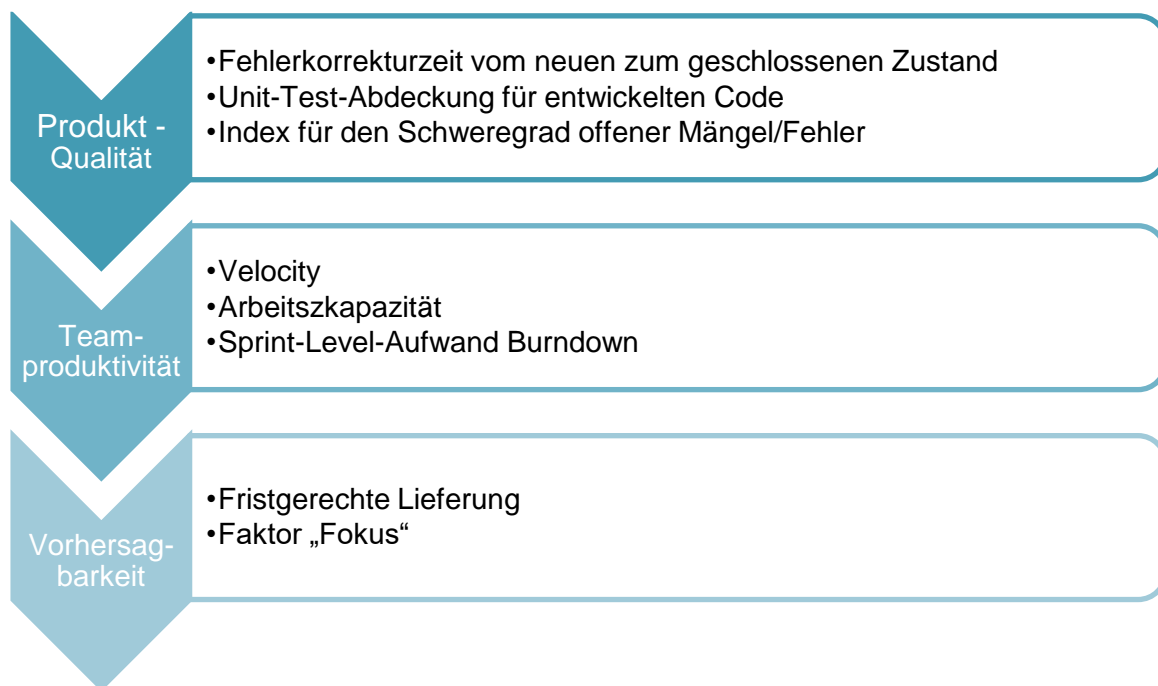 Produkt -
Qualität
•Fehlerkorrekturzeit vom neuen zum geschlossenen Zustand
•Unit-Test-Abdeckung für entwickelten Code
•Index für den Schweregrad offener Mängel/Fehler
Team-
produktivität
•Velocity
•Arbeitszkapazität
•Sprint-Level-Aufwand Burndown
Vorhersag-
barkeit
•Fristgerechte Lieferung
•Faktor „Fokus“